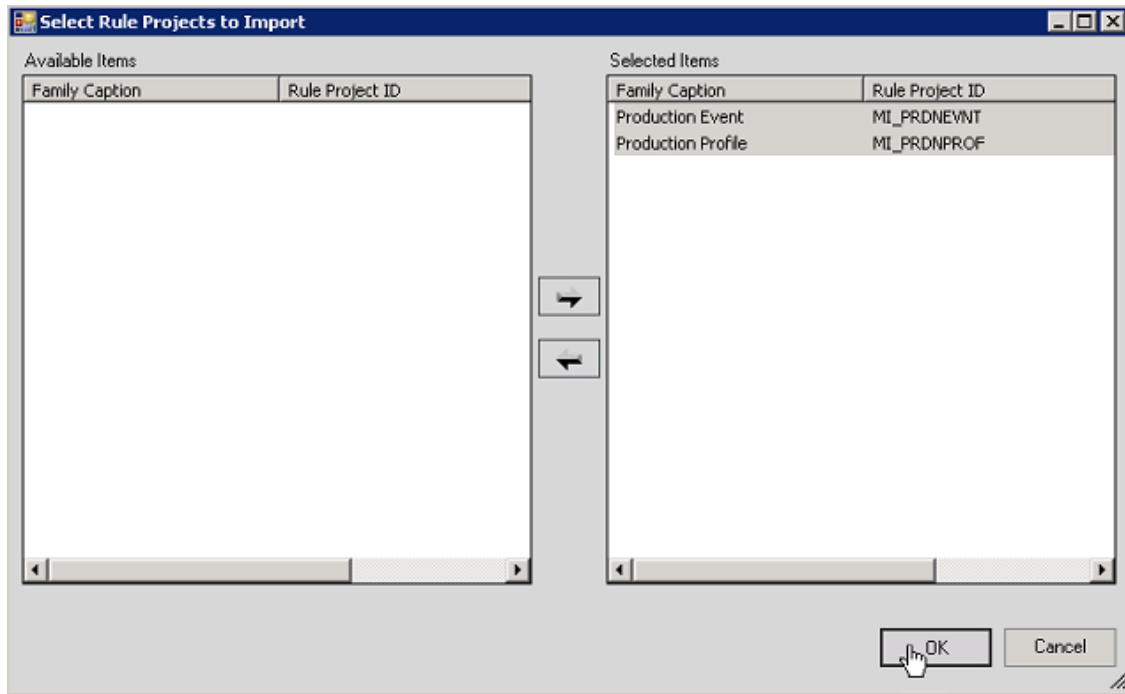 Select Rule Projects to Import
Available Items
Family Caption Rule Project ID
Selected Items
Family Caption Rule Project ID
Production Event MI_PRDNEVNT
Production Profile MI_PRDNPROF
OK Cancel